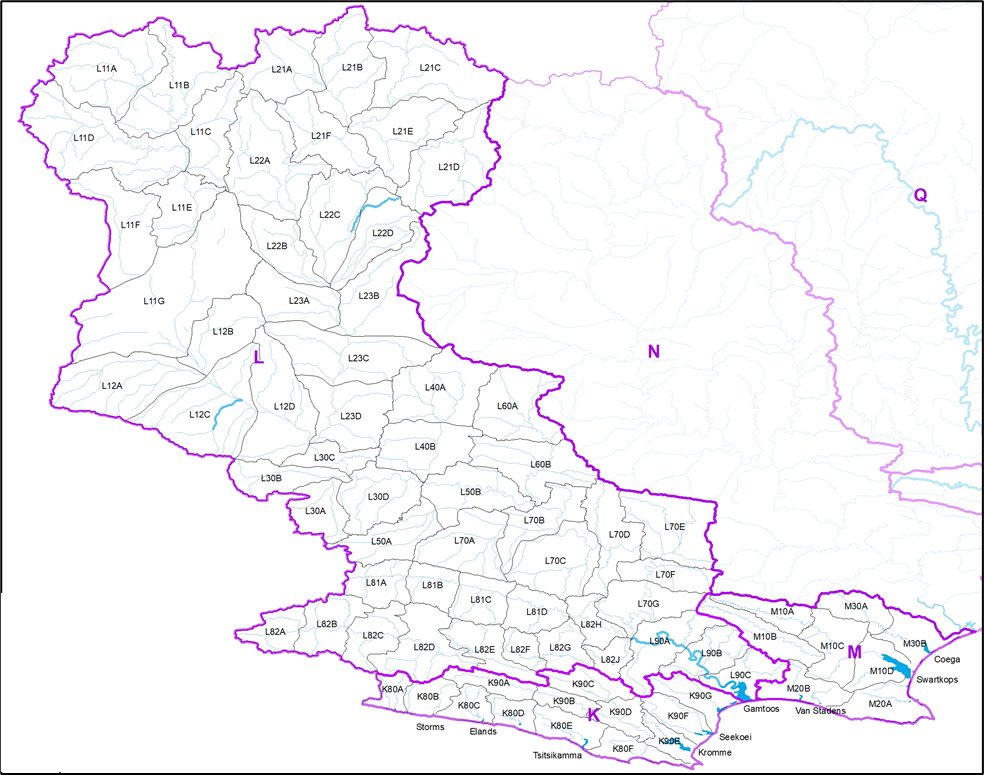 L11A
L11B
L21A
L21B
L21C
L11D
L11C
L21F
L21E
L22A
L21D
L11E
L11F
L22C
L22D
Q
L22B
L11G
L23A
L23B
L12B
L
L23C
N
L12A
L12C
L12D
L23D
L40A
L60A
L40B
L30C
L60B
L30B
L30D
L50B
L30A
L70B
L70E
L50A
L70A
L70D
L70C
L70F
L81A
L81B
L81C
L81D
L70G
M10A
M30A
L82A
L82B
L82C
L82H
L90A
M10B
M10C
M30B
M
L82D
L82E
L82F
L82G
L82J
L90B
L90C
M10D
Coega
Swartkops
K80A
K80B
K90A
K90C
K90G
M20B
M20A
K80C
K90B
Gamtoos
Van Stadens
K80D
K
K90D
K90F
Storms
Elands
K80E
K80F
K90E
Seekoei
Kromme
Tsitsikamma